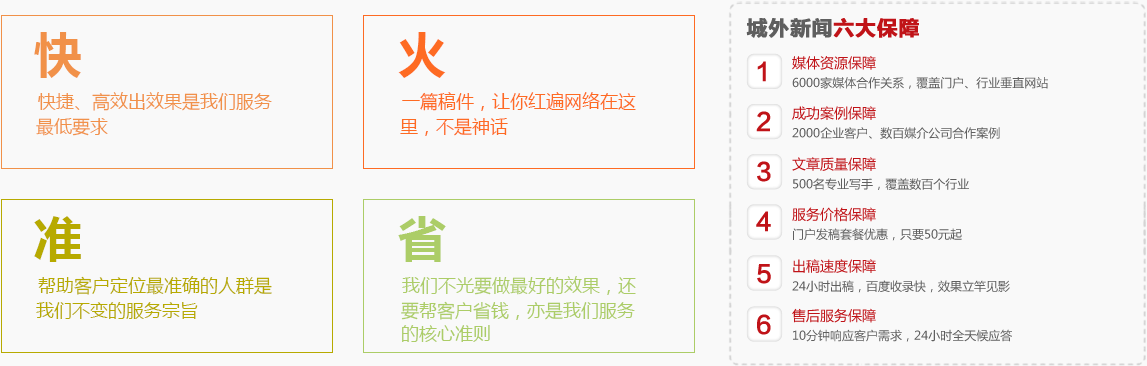 快
快捷、高效出效果是我们服务
最低要求
火
一篇稿件，让你红遍网络在这
里，不是神话
准
帮助客户定位最准确的人群是
我们不变的服务宗旨
省
我们不光要做最好的效果，还
要帮客户省钱，亦是我们服务
的核心准则
城外新闻六大保障
1
媒体资源保障
6000家媒体合作关系，覆盖门户、行业垂直网站
2
成功案例保障
2000企业客户、数百媒介公司合作案例
3
文章质量保障
500名专业写手，覆盖数百个行业
4
服务价格保障
门户发稿套餐优惠，只要50元起
5
出稿速度保障
24小时出稿，百度收录快，效果立竿见影
6
售后服务保障
10分钟响应客户需求，24小时全天候应答